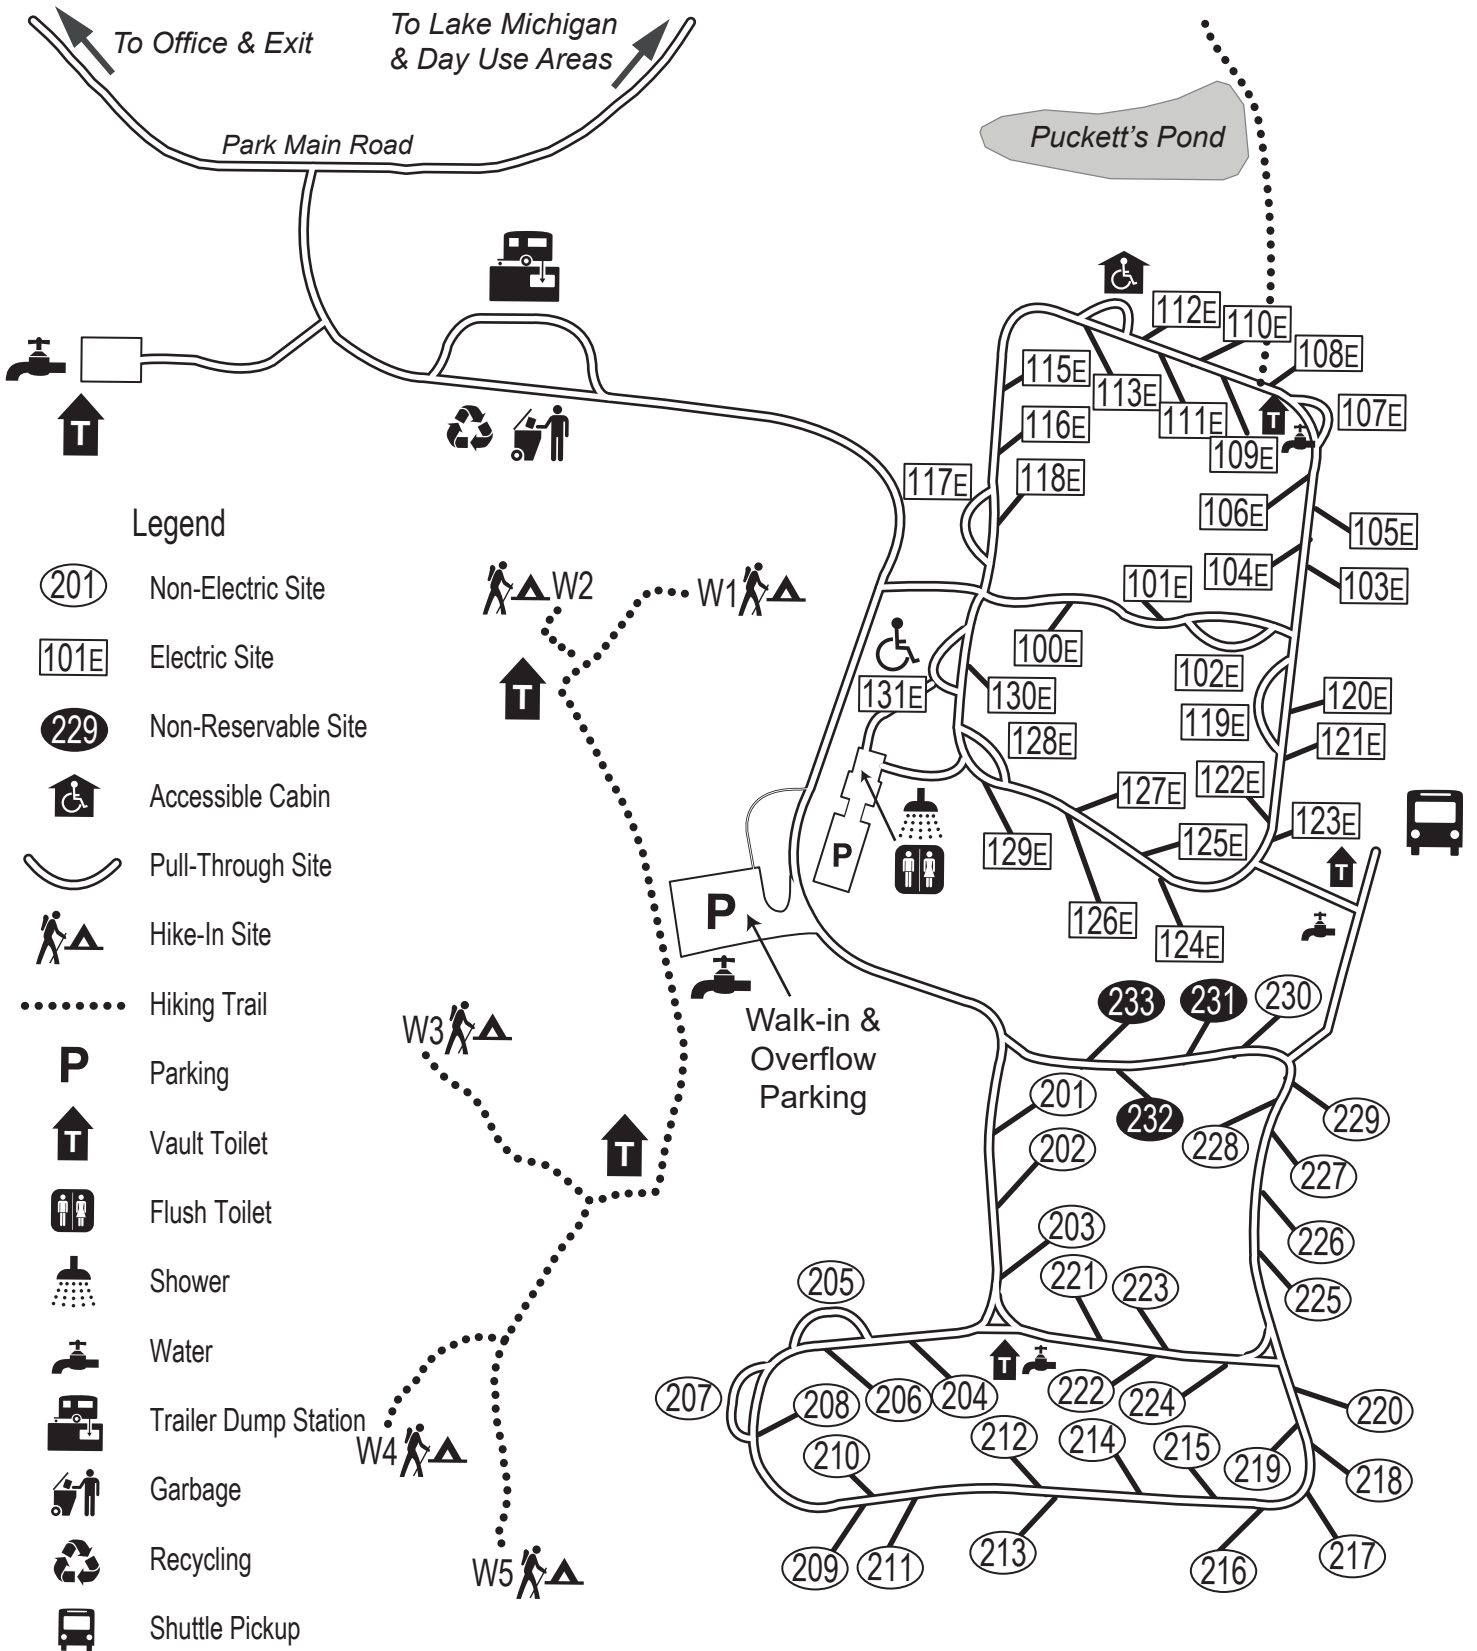 To Office & Exit
To Lake Michigan
& Day Use Areas
Park Main Road
Puckett's Pond
112E
110E
108E
115E
113E
111E
107E
116E
109E
117E
118E
106E
105E
104E
103E
101E
100E
102E
131E
130E
120E
119E
128E
121E
127E
122E
123E
125E
129E
P
126E
124E
T
T
T
W2
W1
T
P
Walk-in &
Overflow
Parking
W3
T
W4
W5
233
231
230
201
232
229
228
202
227
203
226
221
223
225
205
T
207
208
206
204
222
224
220
210
212
214
215
219
218
209
211
213
216
217
Legend
201 Non-Electric Site
101E Electric Site
229 Non-Reservable Site
Accessible Cabin
Pull-Through Site
Hike-In Site
Hiking Trail
P Parking
T Vault Toilet
Flush Toilet
Shower
Water
Trailer Dump Station
Garbage
Recycling
Shuttle Pickup